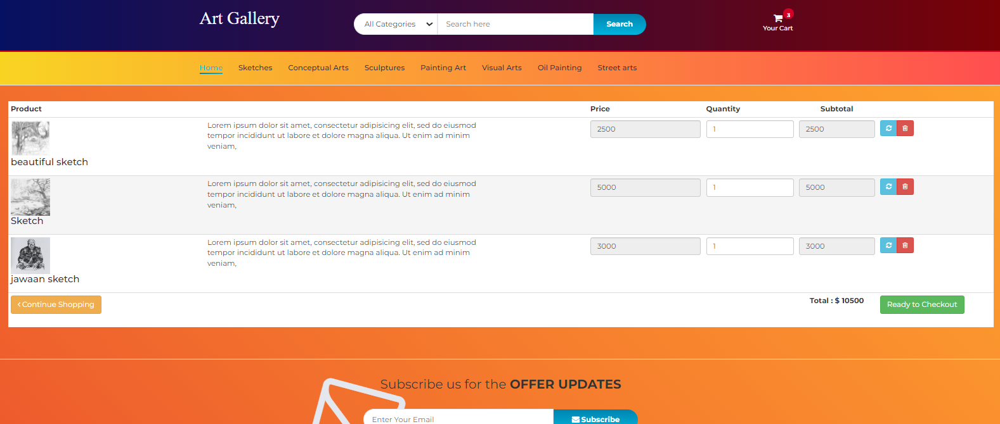 Art Gallery
All Categories
Search here
Search
3
Your Cart
Home Sketches Conceptual Arts Sculptures Painting Art Visual Arts Oil Painting Street arts
Product Price Quantity Subtotal
Lorem ipsum dolor sit amet, consectetur adipisicing elit, sed do eiusmod
tempor incididunt ut labore et dolore magna aliqua. Ut enim ad minim
veniam,
2500 1 2500
beautiful sketch
Lorem ipsum dolor sit amet, consectetur adipisicing elit, sed do eiusmod
tempor incididunt ut labore et dolore magna aliqua. Ut enim ad minim
veniam,
5000 1 5000
Sketch
Lorem ipsum dolor sit amet, consectetur adipisicing elit, sed do eiusmod
tempor incididunt ut labore et dolore magna aliqua. Ut enim ad minim
veniam,
3000 1 3000
jawaan sketch
Continue Shopping
Total : $ 10500
Ready to Checkout
Subscribe us for the OFFER UPDATES
Enter Your Email
Subscribe